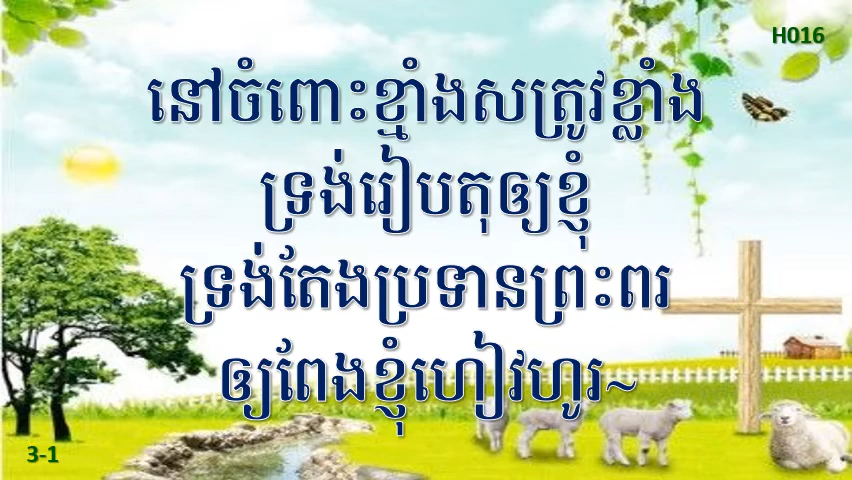 H016
នៅចំពោះខ្មាំងសត្រូវខ្លាំង
ទ្រង់រៀបតុឲ្យខ្ញុំ
ទ្រង់តែងប្រទានព្រះពរ
ឲ្យពែងខ្ញុំហៀវហូរ~
3-1